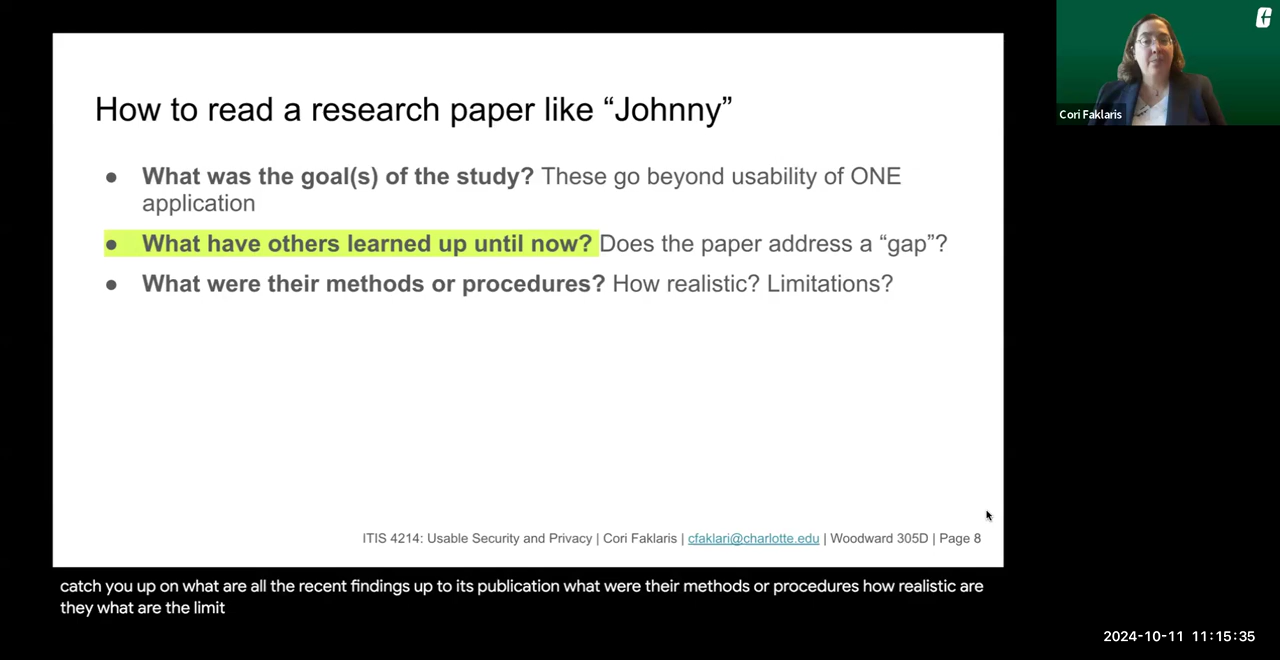 How to read a research paper like “Johnny”
● What was the goal(s) of the study? These go beyond usability of ONE
application
● What have others learned up until now? Does the paper address a “gap”?
● What were their methods or procedures? How realistic? Limitations?
ITIS 4214: Usable Security and Privacy | Cori Faklaris | cfaklari@charlotte.edu | Woodward 305D | Page 8
Cori Faklaris
catch you up on what are all the recent findings up to its publication what were their methods or procedures how realistic are
they what are the limit
2024-10-11 11:15:35